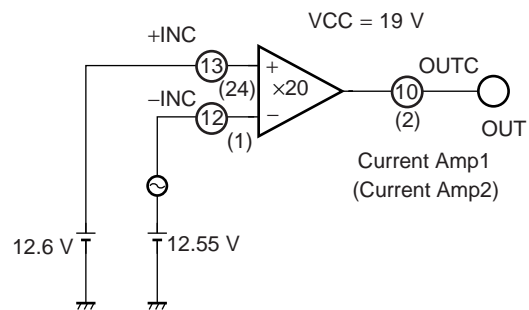 VCC = 19 V
+INC
13
+
(24)
×20
OUTC
−INC
10
12
−
(2)
OUT
(1)
Current Amp1
(Current Amp2)
12.6 V
12.55 V